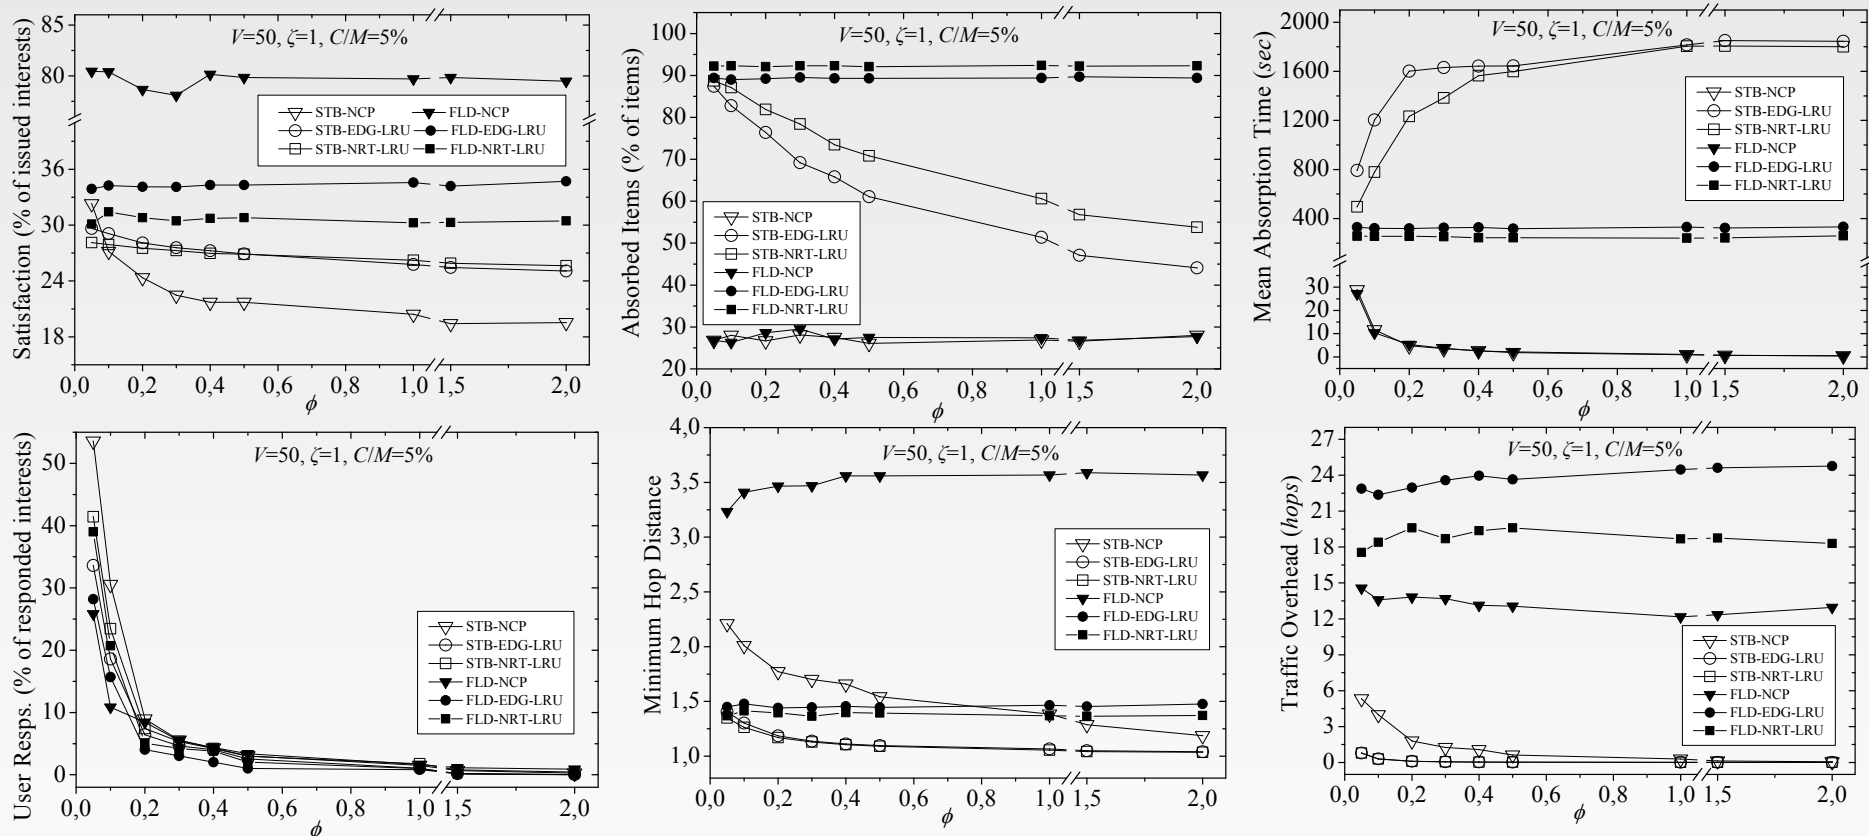 Satisfaction (% of issued interests)
V=50, ζ=1, C/M=5%
85
80
36
30
24
18
STB-NCP FLD-NCP
STB-EDG-LRU FLD-EDG-LRU
STB-NRT-LRU FLD-NRT-LRU
0,0 0,2 0,4 0,6 0,8 1,0 1,5 2,0
ϕ
Absorbed Items (% of items)
V=50, ζ=1, C/M=5%
100
90
80
70
60
50
40
30
20
STB-NCP
STB-EDG-LRU
STB-NRT-LRU
FLD-NCP
FLD-EDG-LRU
FLD-NRT-LRU
0,0 0,2 0,4 0,6 0,8 1,0 1,5 2,0
ϕ
Mean Absorption Time (sec)
V=50, ζ=1, C/M=5%
2000
1600
1200
800
400
30
20
10
0
STB-NCP
STB-EDG-LRU
STB-NRT-LRU
FLD-NCP
FLD-EDG-LRU
FLD-NRT-LRU
0,0 0,2 0,4 0,6 0,8 1,0 1,5 2,0
ϕ
User Resps. (% of responded interests)
V=50, ζ=1, C/M=5%
50
40
30
20
10
0
STB-NCP
STB-EDG-LRU
STB-NRT-LRU
FLD-NCP
FLD-EDG-LRU
FLD-NRT-LRU
0,0 0,2 0,4 0,6 0,8 1,0 1,5 2,0
ϕ
Minimum Hop Distance
V=50, ζ=1, C/M=5%
4,0
3,5
3,0
2,5
2,0
1,5
1,0
STB-NCP
STB-EDG-LRU
STB-NRT-LRU
FLD-NCP
FLD-EDG-LRU
FLD-NRT-LRU
0,0 0,2 0,4 0,6 0,8 1,0 1,5 2,0
ϕ
Traffic Overhead (hops)
V=50, ζ=1, C/M=5%
27
24
21
18
15
12
9
6
3
0
STB-NCP
STB-EDG-LRU
STB-NRT-LRU
FLD-NCP
FLD-EDG-LRU
FLD-NRT-LRU
0,0 0,2 0,4 0,6 0,8 1,0 1,5 2,0
ϕ